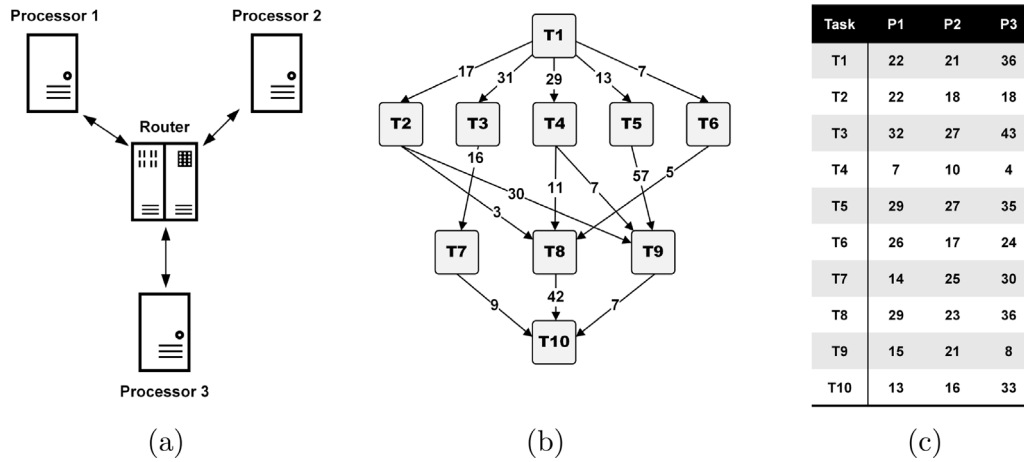 Processor 1
Processor 2
Router
Processor 3
(a)
T1
17
31
29
13
7
T2
T3
T4
T5
T6
16
30
3
11
7
57
5
T7
T8
T9
9
42
7
T10
(b)
Task P1 P2 P3
T1 22 21 36
T2 22 18 18
T3 32 27 43
T4 7 10 4
T5 29 27 35
T6 26 17 24
T7 14 25 30
T8 29 23 36
T9 15 21 8
T10 13 16 33
(c)